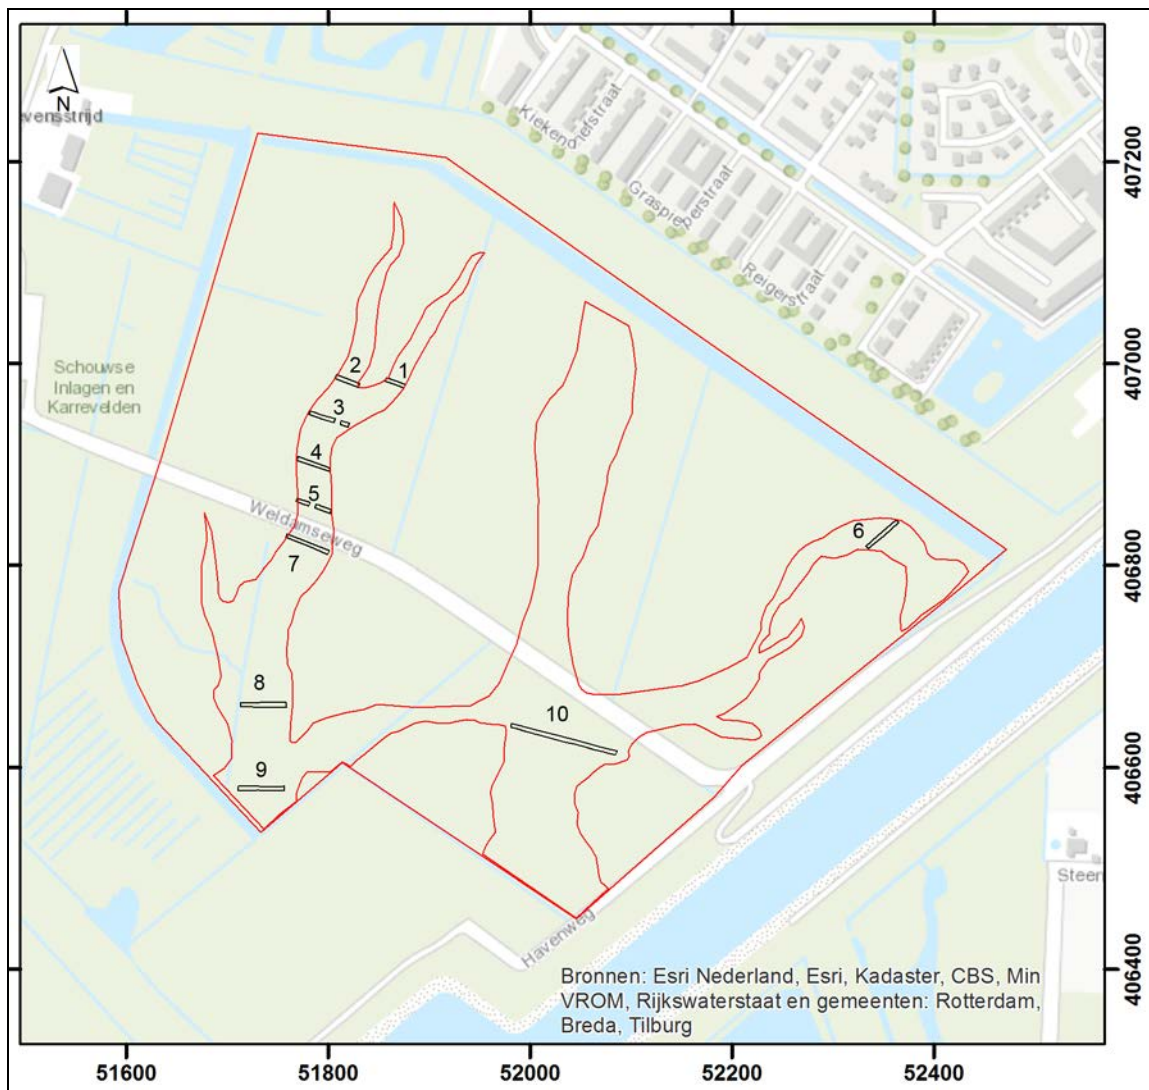 N
evensstrijd
Kiekendiefstraat
Graspieperstraat
Reigerstraat
407200
407000
406800
406600
406400
Schouwse
Inlagen en
Karrevelden
2
1
3
4
5
Weldamseweg
7
6
8
10
9
Steen
Havenweg
Bronnen: Esri Nederland, Esri, Kadaster, CBS, Min
VROM, Rijkswaterstaat en gemeenten: Rotterdam,
Breda, Tilburg
51600 51800 52000 52200 52400